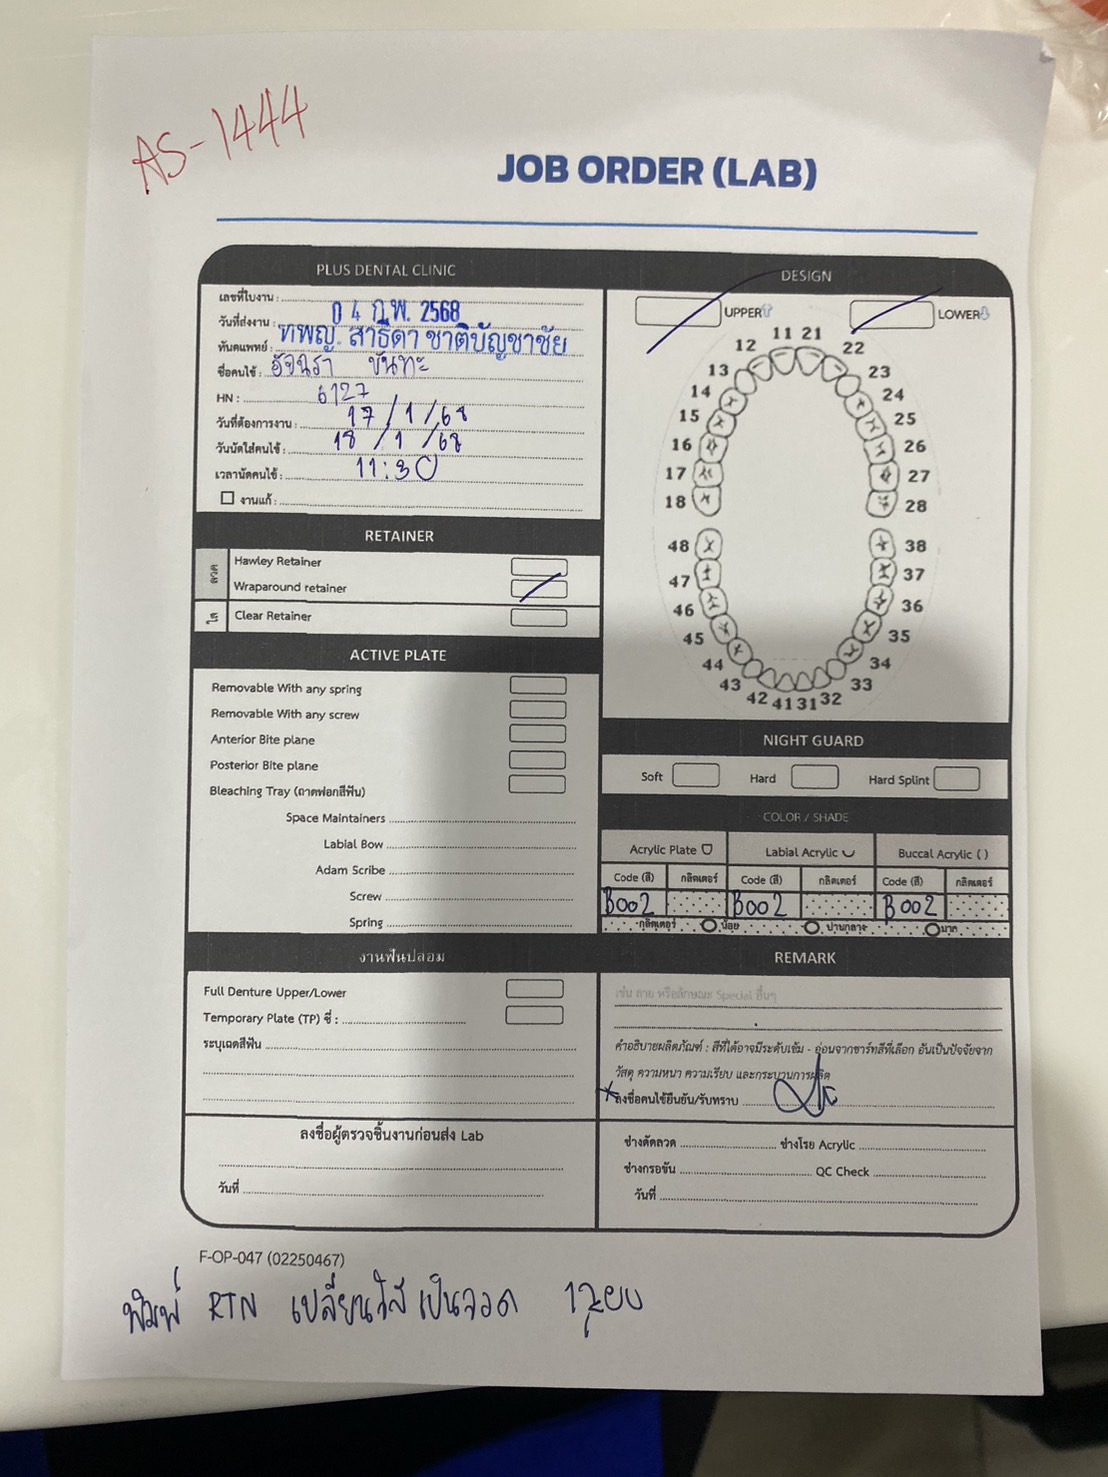 AS-1444
JOB ORDER (LAB)
PLUS DENTAL CLINIC
เลขที่ใบงาน :
วันที่ส่งงาน : 04 ก.พ. 2568
ทันตแพทย์ : ทพญ. สาธิดา ชาติบัญชาชัย
ชื่อคนไข้ : อัจฉรา ขันทะ
HN : 6127
วันที่ต้องการงาน : 17/1/68
วันนัดใส่คนไข้ : 18/1/68
เวลานัดคนไข้ : 11:30
งานแก้ :
RETAINER
ลวด
Hawley Retainer
Wraparound retainer
ใส
Clear Retainer
ACTIVE PLATE
Removable With any spring
Removable With any screw
Anterior Bite plane
Posterior Bite plane
Bleaching Tray (ถาดฟอกสีฟัน)
Space Maintainers
Labial Bow
Adam Scribe
Screw
Spring
งานฟันปลอม
Full Denture Upper/Lower
Temporary Plate (TP) ซี่ :
ระบุเฉดสีฟัน
ลงชื่อผู้ตรวจชิ้นงานก่อนส่ง Lab
วันที่
DESIGN
UPPER LOWER
11 21
12 22
13 23
14 24
15 25
16 26
17 27
18 28
48 38
47 37
46 36
45 35
44 34
43 33
42 41 31 32
NIGHT GUARD
Soft Hard Hard Splint
COLOR / SHADE
Acrylic Plate Labial Acrylic Buccal Acrylic ( )
Code (สี) กลิตเตอร์ Code (สี) กลิตเตอร์ Code (สี) กลิตเตอร์
B002 B002 B002
กลิตเตอร์ น้อย ปานกลาง มาก
REMARK
เช่น ลาย หรือลักษณะ Special อื่นๆ
คำอธิบายผลิตภัณฑ์ : สีที่ได้อาจมีระดับเข้ม - อ่อนจากชาร์ทสีที่เลือก อันเป็นปัจจัยจาก
วัสดุ ความหนา ความเรียบ และกระบวนการผลิต
ลงชื่อคนไข้ยืนยัน/รับทราบ
ช่างดัดลวด ช่างโรย Acrylic
ช่างกรอขัน QC Check
วันที่
F-OP-047 (02250467)
พิมพ์ RTN เปลี่ยนใส เป็นลวด